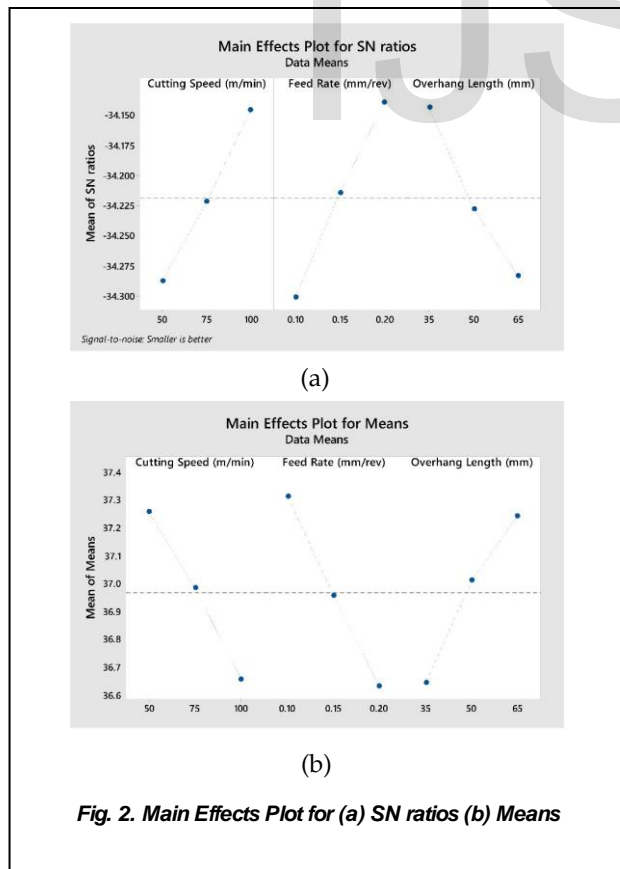 IJS
Main Effects Plot for SN ratios
Data Means
Cutting Speed (m/min) Feed Rate (mm/rev) Overhang Length (mm)
Mean of SN ratios
-34.150
-34.175
-34.200
-34.225
-34.250
-34.275
-34.300
50 75 100 0.10 0.15 0.20 35 50 65
Signal-to-noise: Smaller is better
(a)
Main Effects Plot for Means
Data Means
Cutting Speed (m/min) Feed Rate (mm/rev) Overhang Length (mm)
Mean of Means
37.4
37.3
37.2
37.1
37.0
36.9
36.8
36.7
36.6
50 75 100 0.10 0.15 0.20 35 50 65
(b)
Fig. 2. Main Effects Plot for (a) SN ratios (b) Means